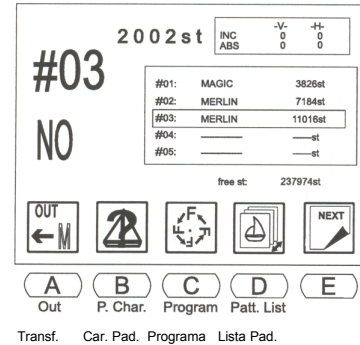 2002st
-V- -H-
INC 0 0
ABS 0 0
#03
NO
#01: MAGIC 3826st
#02: MERLIN 7184st
#03: MERLIN 11016st
#04: ———— ——st
#05: ———— ——st
free st: 237974st
OUT
M
F F F F
NEXT
A B C D E
Out P. Char. Program Patt. List
Transf. Car. Pad. Programa Lista Pad.